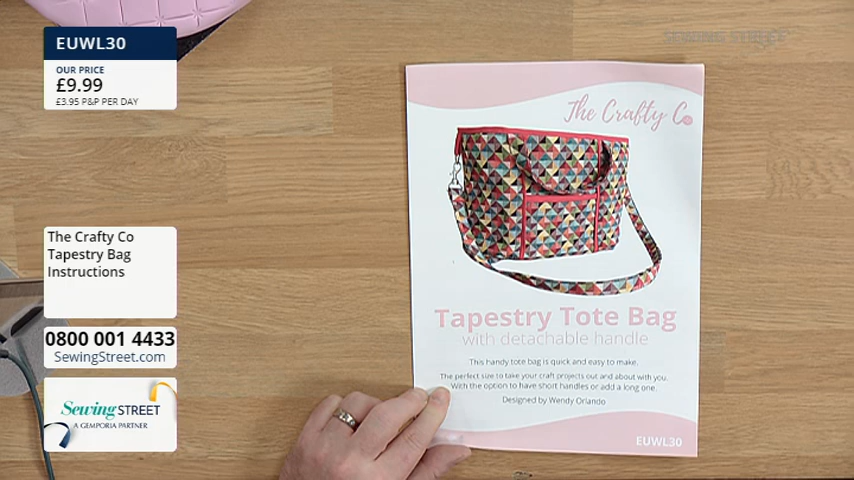 EUWL30
OUR PRICE
£9.99
£3.95 P&P PER DAY
The Crafty Co
Tapestry Bag
Instructions
0800 001 4433
SewingStreet.com
Sewing STREET
A GEMPORIA PARTNER
SEWING STREET
The Crafty Co
Tapestry Tote Bag
with detachable handle
This handy tote bag is quick and easy to make.
The perfect size to take your craft projects out and about with you.
With the option to have short handles or add a long one.
Designed by Wendy Orlando
EUWL30